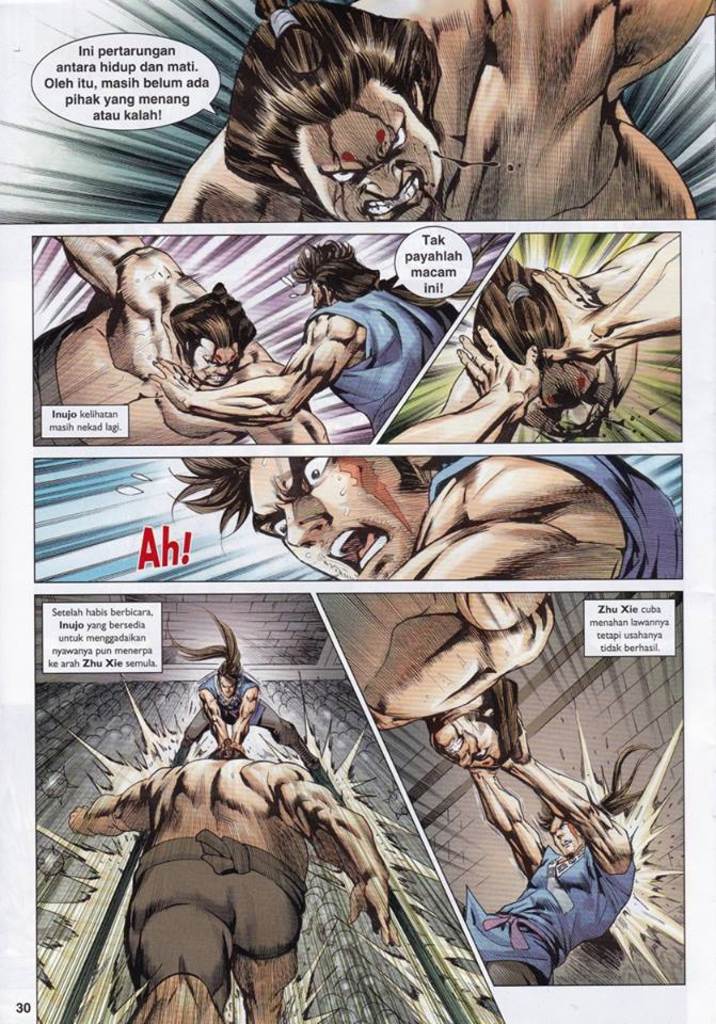 Ini pertarungan
antara hidup dan mati.
Oleh itu, masih belum ada
pihak yang menang
atau kalah!
Tak
payahlah
macam
ini!
Inujo kelihatan
masih nekad lagi.
Ah!
Setelah habis berbicara,
Inujo yang bersedia
untuk menggadaikan
nyawanya pun menerpa
ke arah Zhu Xie semula.
Zhu Xie cuba
menahan lawannya
tetapi usahanya
tidak berhasil.
30